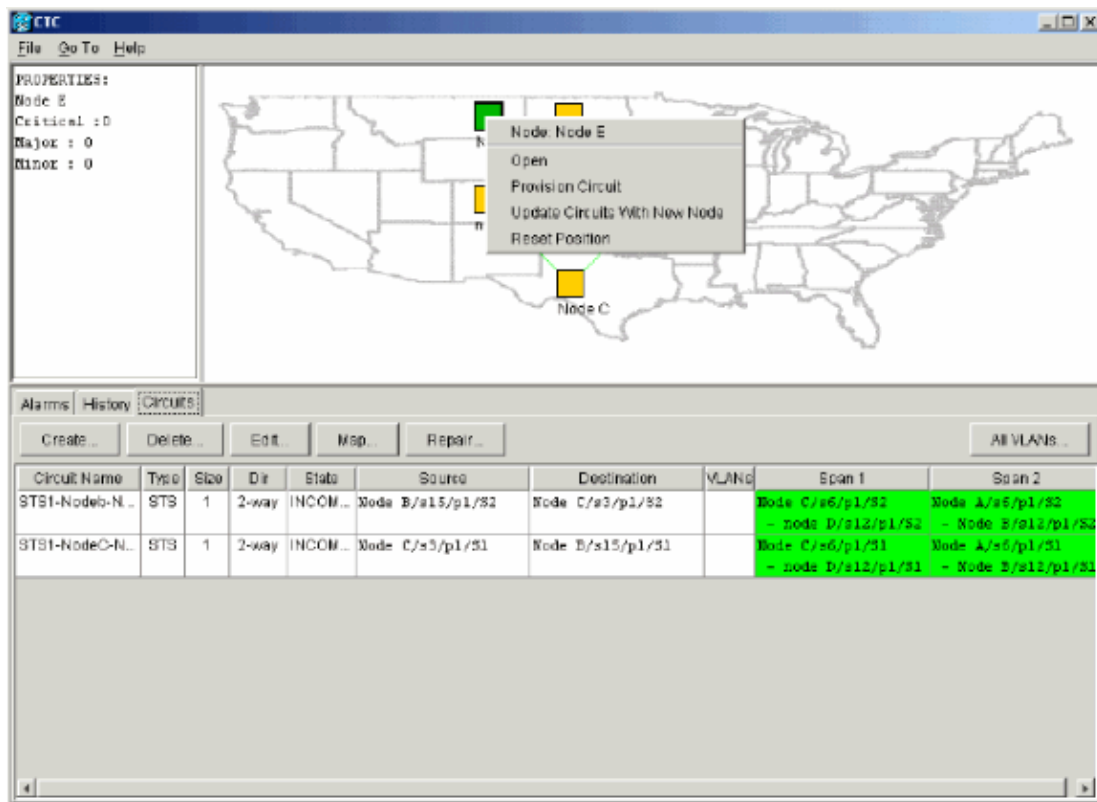 CTC
File Go To Help
PROPERTIES:
Node E
Critical :0
Major : 0
Minor : 0
N
Node: Node E
Open
Provision Circuit
Update Circuits With New Node
Reset Position
n
Node C
Alarms History Circuits
Create... Delete... Edit... Map... Repair... All VLANs...
Circuit Name Type Size Dir State Source Destination VLANs Span 1 Span 2
STS1-Nodeb-N... STS 1 2-way INCOM... Node B/s15/p1/S2 Node C/s3/p1/S2 Node C/s6/p1/S2 Node A/s6/p1/S2
- node D/s12/p1/S2 - Node B/s12/p1/S2
STS1-NodeC-N... STS 1 2-way INCOM... Node C/s3/p1/S1 Node B/s15/p1/S1 Node C/s6/p1/S1 Node A/s6/p1/S1
- node D/s12/p1/S1 - Node B/s12/p1/S1